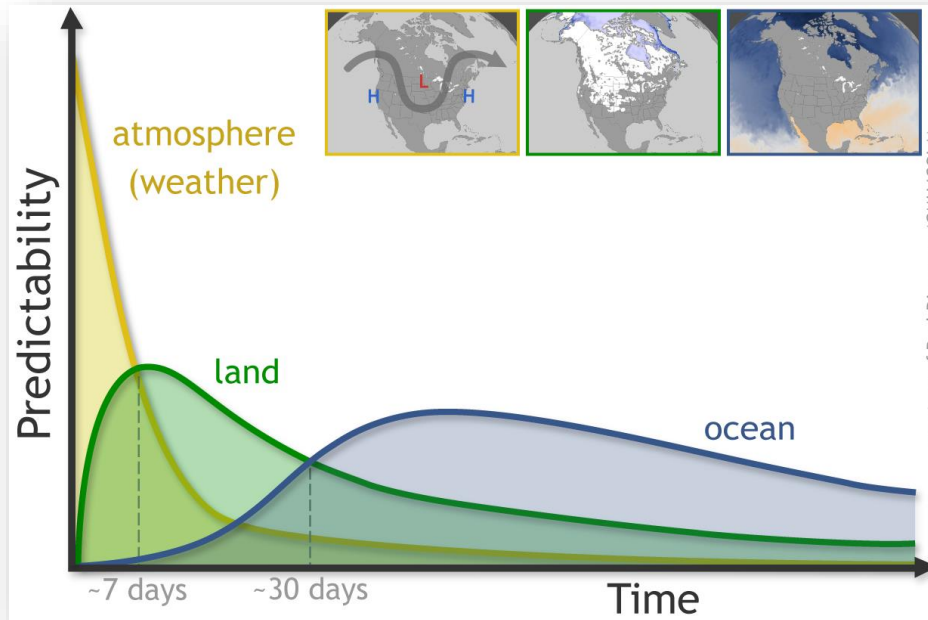 H
L
H
atmosphere
(weather)
Predictability
land
ocean
~7 days
~30 days
Time